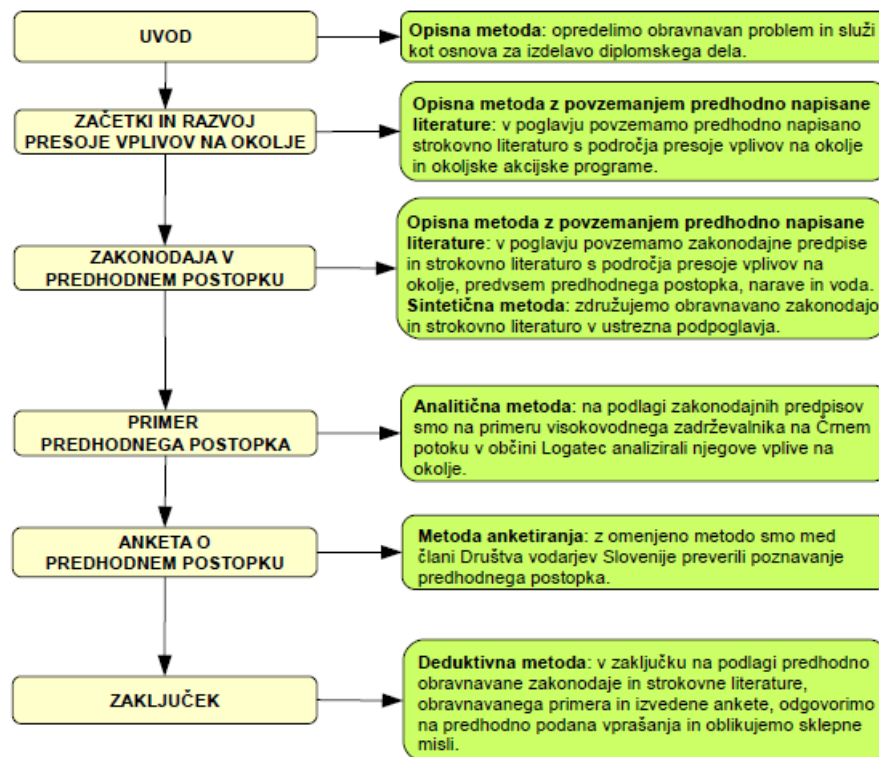 UVOD
Opisna metoda: opredelimo obravnavan problem in služi
kot osnova za izdelavo diplomskega dela.
ZAČETKI IN RAZVOJ
PRESOJE VPLIVOV NA OKOLJE
Opisna metoda z povzemanjem predhodno napisane
literature: v poglavju povzemamo predhodno napisano
strokovno literaturo s področja presoje vplivov na okolje
in okoljske akcijske programe.
ZAKONODAJA V
PREDHODNEM POSTOPKU
Opisna metoda z povzemanjem predhodno napisane
literature: v poglavju povzemamo zakonodajne predpise
in strokovno literaturo s področja presoje vplivov na
okolje, predvsem predhodnega postopka, narave in voda.
Sintetična metoda: združujemo obravnavano zakonodajo
in strokovno literaturo v ustrezna podpoglavja.
PRIMER
PREDHODNEGA POSTOPKA
Analitična metoda: na podlagi zakonodajnih predpisov
smo na primeru visokovodnega zadrževalnika na Črnem
potoku v občini Logatec analizirali njegove vplive na
okolje.
ANKETA O
PREDHODNEM POSTOPKU
Metoda anketiranja: z omenjeno metodo smo med
člani Društva vodarjev Slovenije preverili poznavanje
predhodnega postopka.
ZAKLJUČEK
Deduktivna metoda: v zaključku na podlagi predhodno
obravnavane zakonodaje in strokovne literature,
obravnavanega primera in izvedene ankete, odgovorimo
na predhodno podana vprašanja in oblikujemo sklepne
misli.